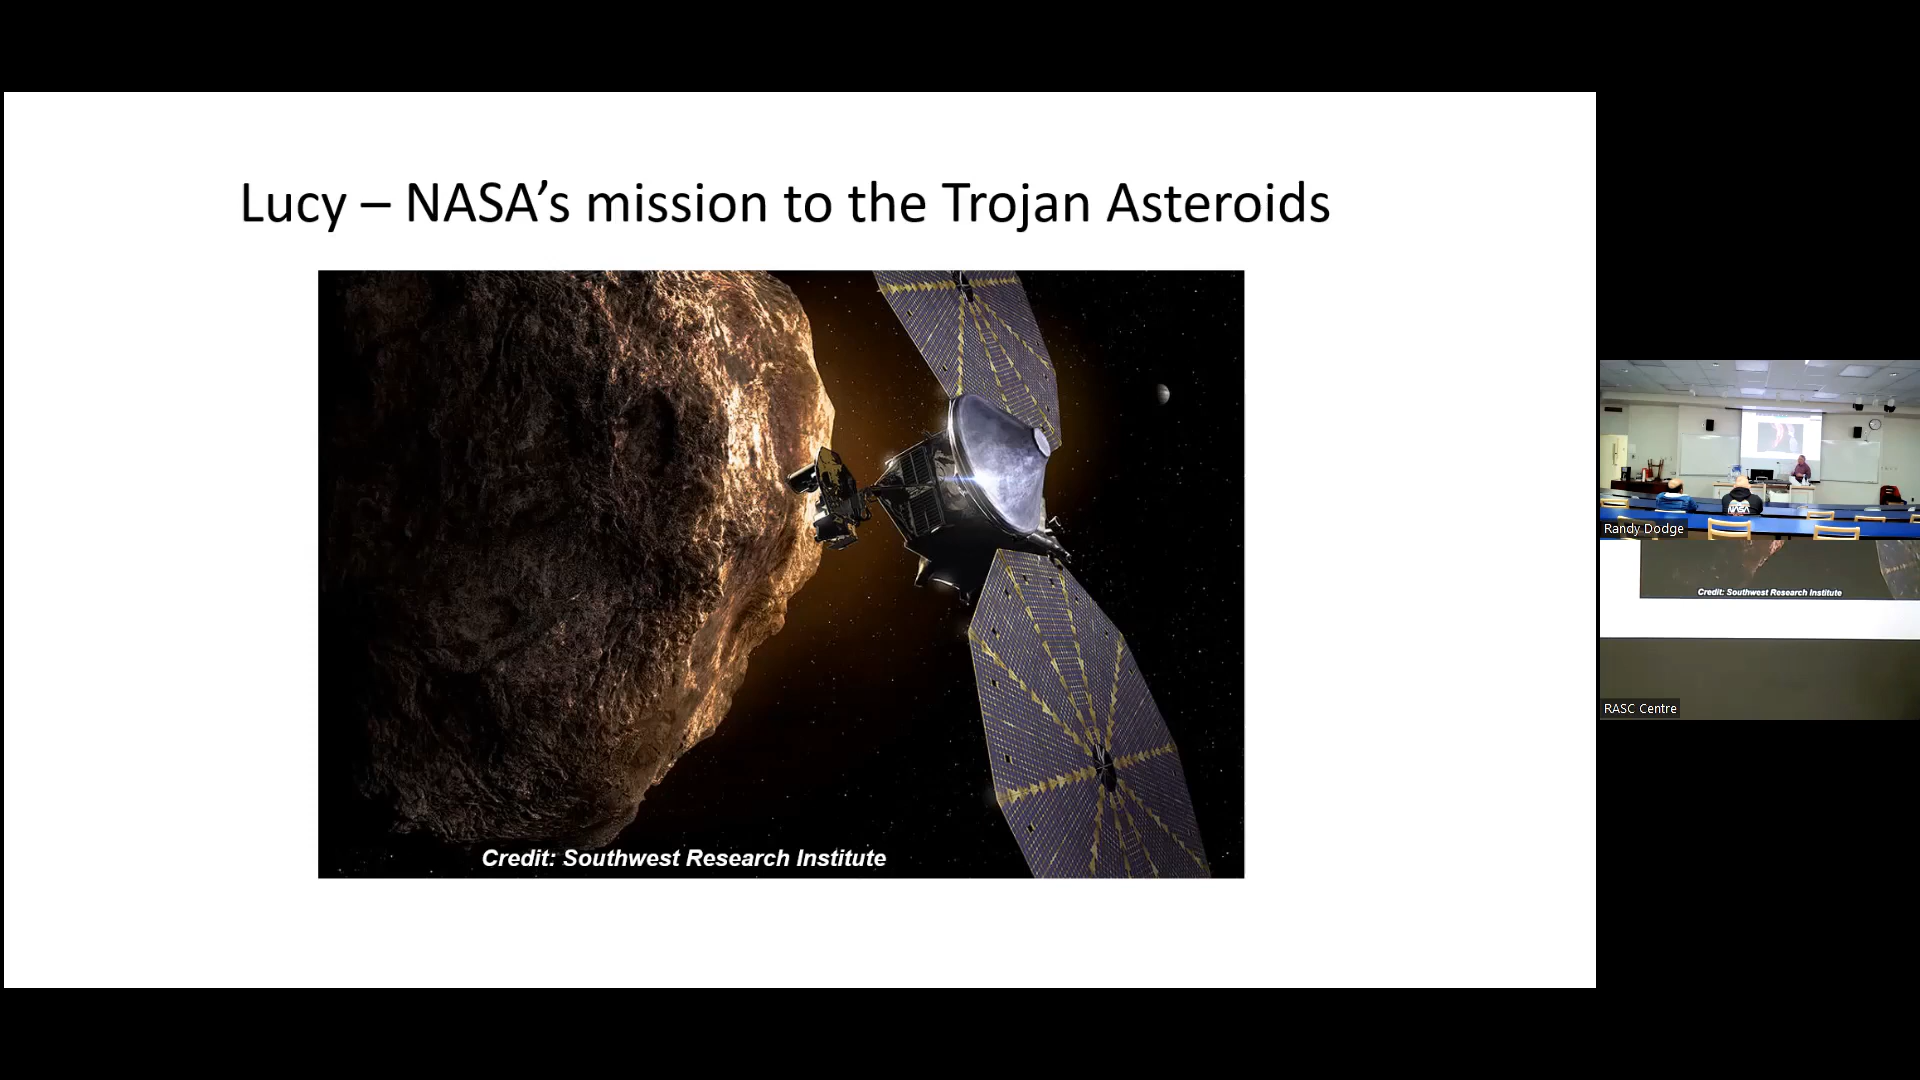 Lucy – NASA’s mission to the Trojan Asteroids
Credit: Southwest Research Institute
NASA
Randy Dodge
Credit: Southwest Research Institute
RASC Centre